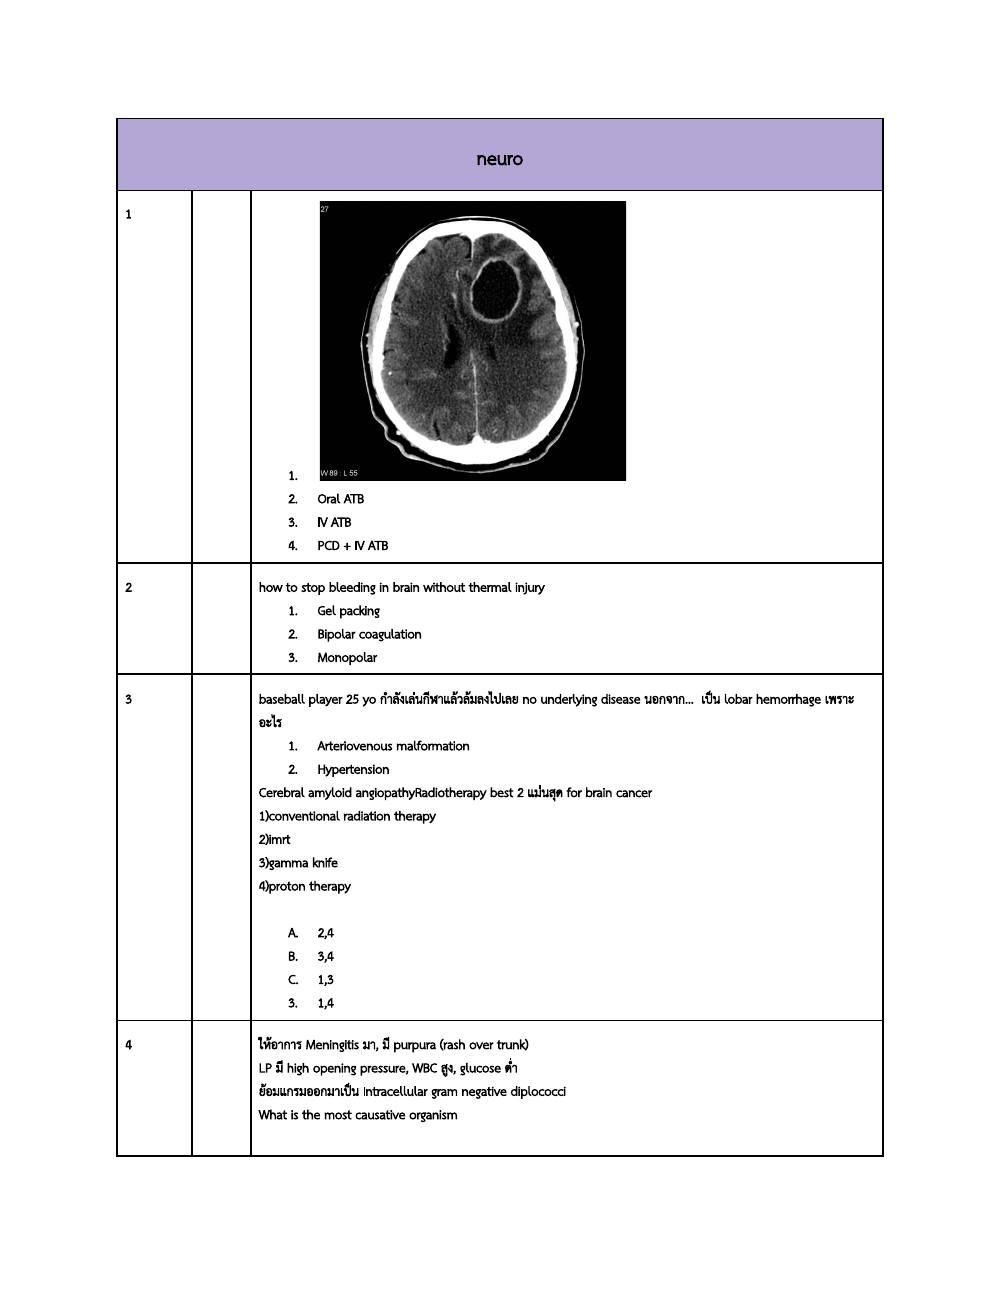 neuro
1
27
W 89 : L 55
1.
2. Oral ATB
3. IV ATB
4. PCD + IV ATB
2
how to stop bleeding in brain without thermal injury
1. Gel packing
2. Bipolar coagulation
3. Monopolar
3
baseball player 25 yo กำลังเล่นกีฬาแล้วล้มลงไปเลย no underlying disease นอกจาก... เป็น lobar hemorrhage เพราะ
อะไร
1. Arteriovenous malformation
2. Hypertension
Cerebral amyloid angiopathyRadiotherapy best 2 แม่นสุด for brain cancer
1)conventional radiation therapy
2)imrt
3)gamma knife
4)proton therapy
A. 2,4
B. 3,4
C. 1,3
3. 1,4
4
ให้อาการ Meningitis มา, มี purpura (rash over trunk)
LP มี high opening pressure, WBC สูง, glucose ต่ำ
ย้อมแกรมออกมาเป็น Intracellular gram negative diplococci
What is the most causative organism